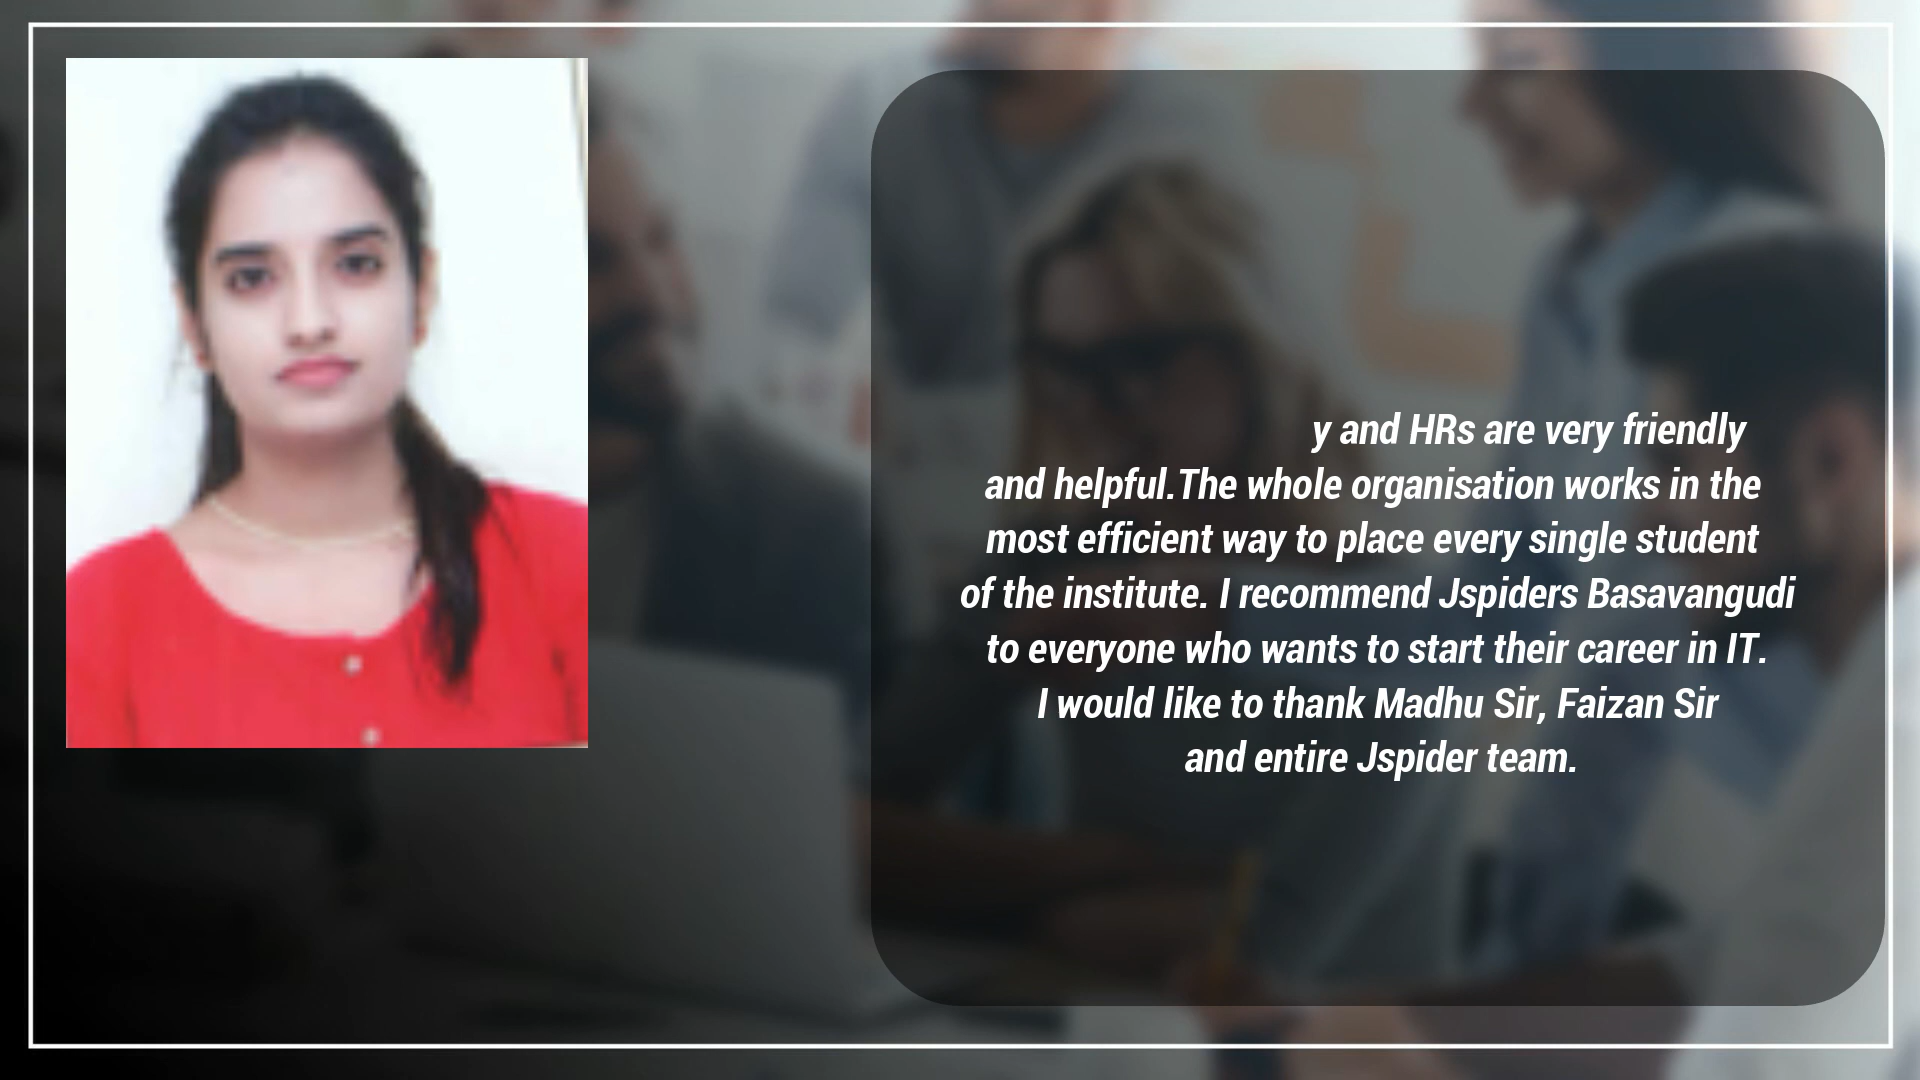 y and HRs are very friendly
and helpful.The whole organisation works in the
most efficient way to place every single student
of the institute. I recommend Jspiders Basavangudi
to everyone who wants to start their career in IT.
I would like to thank Madhu Sir, Faizan Sir
and entire Jspider team.